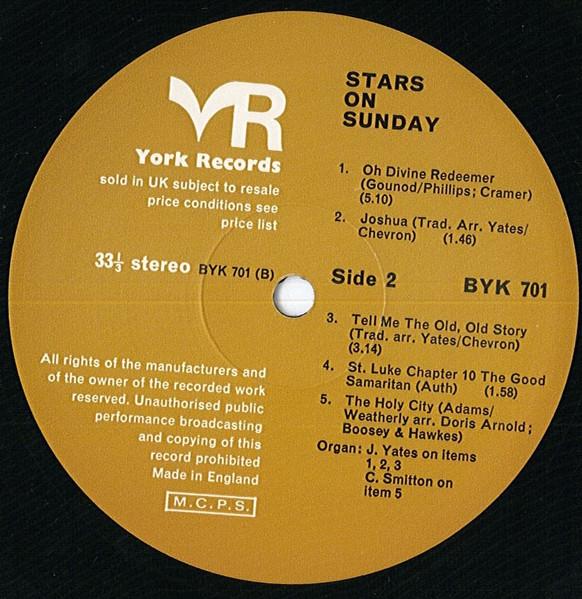 YR
York Records
sold in UK subject to resale
price conditions see
price list
33⅓ stereo BYK 701 (B)
All rights of the manufacturers and
of the owner of the recorded work
reserved. Unauthorised public
performance broadcasting
and copying of this
record prohibited
Made in England
M.C.P.S.
STARS
ON
SUNDAY
1. Oh Divine Redeemer
(Gounod/Phillips; Cramer)
(5.10)
2. Joshua (Trad. Arr. Yates/
Chevron) (1.46)
Side 2 BYK 701
3. Tell Me The Old, Old Story
(Trad. arr. Yates/Chevron)
(3.14)
4. St. Luke Chapter 10 The Good
Samaritan (Auth) (1.58)
5. The Holy City (Adams/
Weatherly arr. Doris Arnold;
Boosey & Hawkes)
Organ: J. Yates on items
1, 2, 3
C. Smitton on
item 5